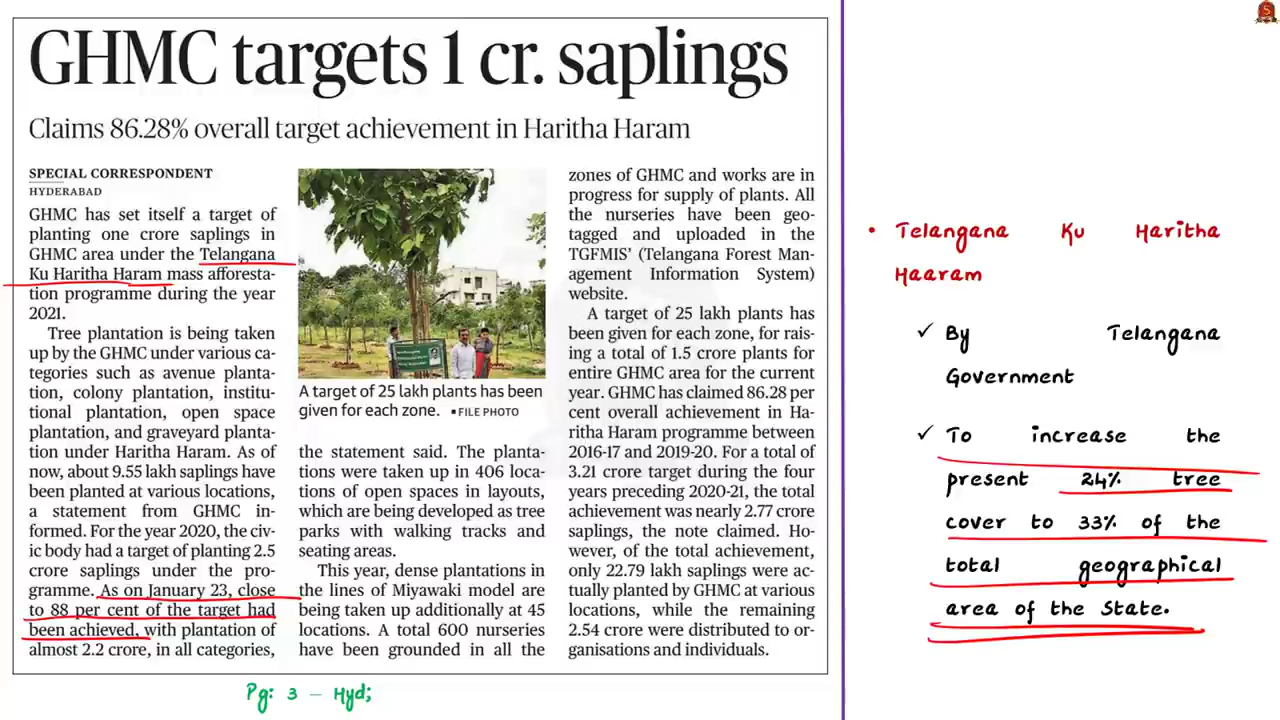 GHMC targets 1 cr. saplings
Claims 86.28% overall target achievement in Haritha Haram
SPECIAL CORRESPONDENT
HYDERABAD
GHMC has set itself a target of
planting one crore saplings in
GHMC area under the Telangana
Ku Haritha Haram mass afforesta-
tion programme during the year
2021.
Tree plantation is being taken
up by the GHMC under various ca-
tegories such as avenue planta-
tion, colony plantation, institu-
tional plantation, open space
plantation, and graveyard planta-
tion under Haritha Haram. As of
now, about 9.55 lakh saplings have
been planted at various locations,
a statement from GHMC in-
formed. For the year 2020, the civ-
ic body had a target of planting 2.5
crore saplings under the pro-
gramme. As on January 23, close
to 88 per cent of the target had
been achieved, with plantation of
almost 2.2 crore, in all categories,
A target of 25 lakh plants has been
given for each zone. ▪FILE PHOTO
the statement said. The planta-
tions were taken up in 406 loca-
tions of open spaces in layouts,
which are being developed as tree
parks with walking tracks and
seating areas.
This year, dense plantations in
the lines of Miyawaki model are
being taken up additionally at 45
locations. A total 600 nurseries
have been grounded in all the
zones of GHMC and works are in
progress for supply of plants. All
the nurseries have been geo-
tagged and uploaded in the
TGFMIS' (Telangana Forest Man-
agement Information System)
website.
A target of 25 lakh plants has
been given for each zone, for rais-
ing a total of 1.5 crore plants for
entire GHMC area for the current
year. GHMC has claimed 86.28 per
cent overall achievement in Ha-
ritha Haram programme between
2016-17 and 2019-20. For a total of
3.21 crore target during the four
years preceding 2020-21, the total
achievement was nearly 2.77 crore
saplings, the note claimed. Ho-
wever, of the total achievement,
only 22.79 lakh saplings were ac-
tually planted by GHMC at various
locations, while the remaining
2.54 crore were distributed to or-
ganisations and individuals.
Pg: 3 – Hyd;
• Telangana Ku Haritha
Haaram
✓ By Telangana
Government
✓ To increase the
present 24% tree
cover to 33% of the
total geographical
area of the State.